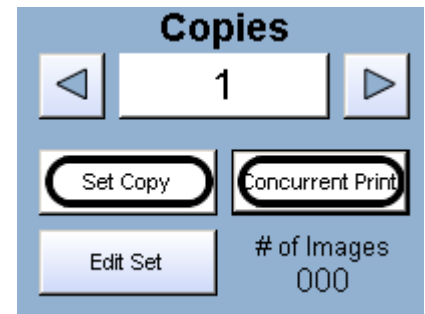 Copies
1
Set Copy
Concurrent Print
Edit Set
# of Images
000